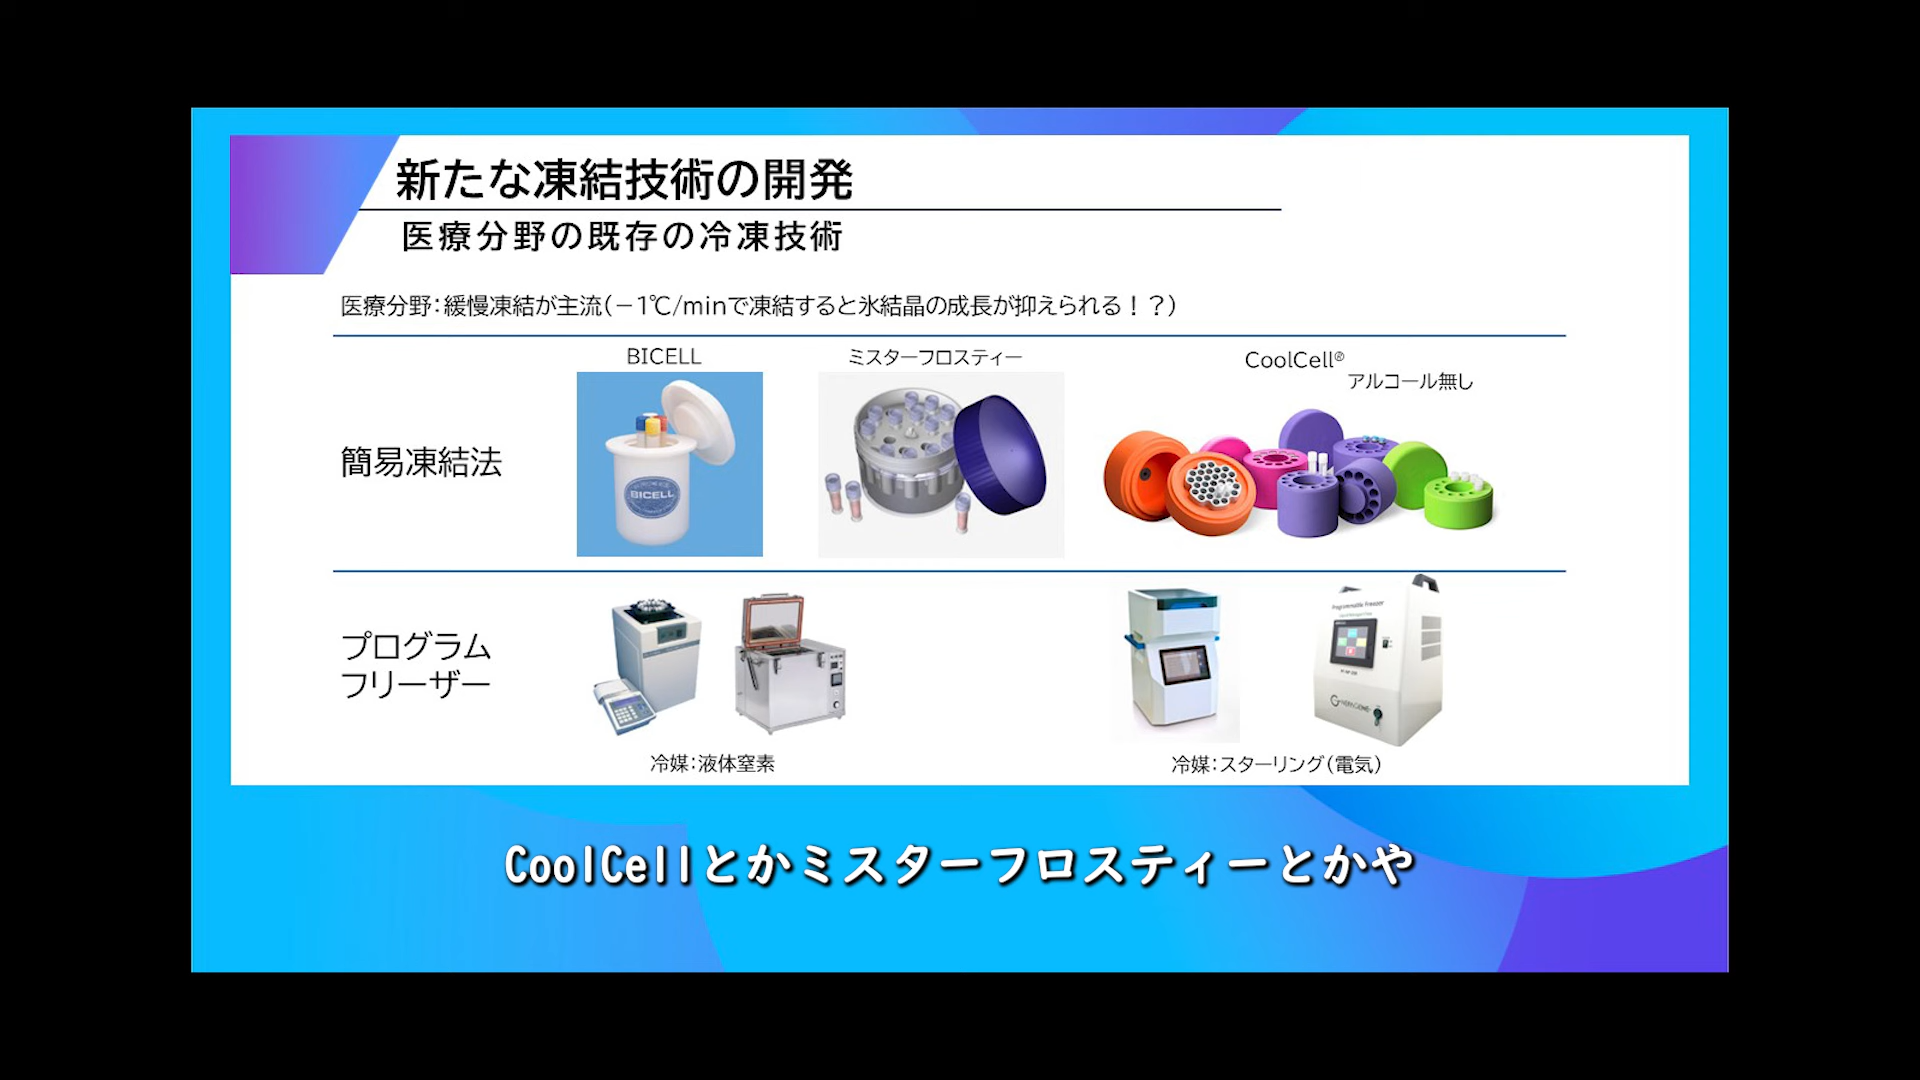 新たな凍結技術の開発
医療分野の既存の冷凍技術
医療分野：緩慢凍結が主流（－1℃/minで凍結すると氷結晶の成長が抑えられる！？）
BICELL
ミスターフロスティー
CoolCell®
アルコール無し
簡易凍結法
BICELL
プログラム
フリーザー
Programmable Freezer
冷媒：液体窒素
冷媒：スターリング（電気）
CoolCellとかミスターフロスティーとかや